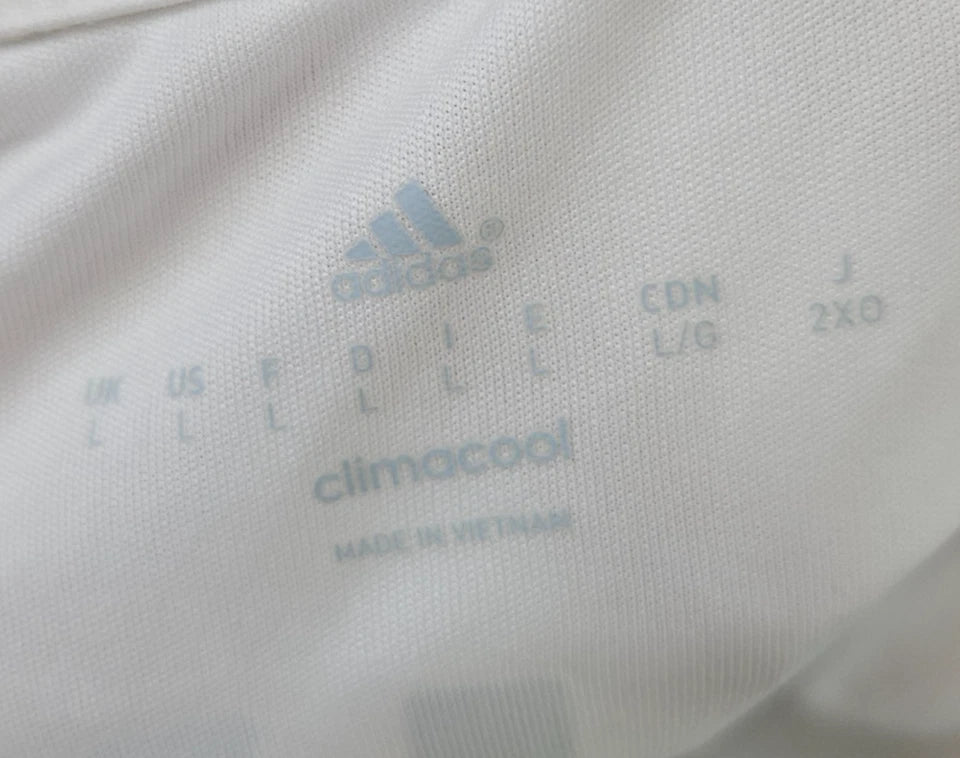 adidas®
UK US F D I E CDN J
L L L L L L L/G 2XO
climacool
MADE IN VIETNAM